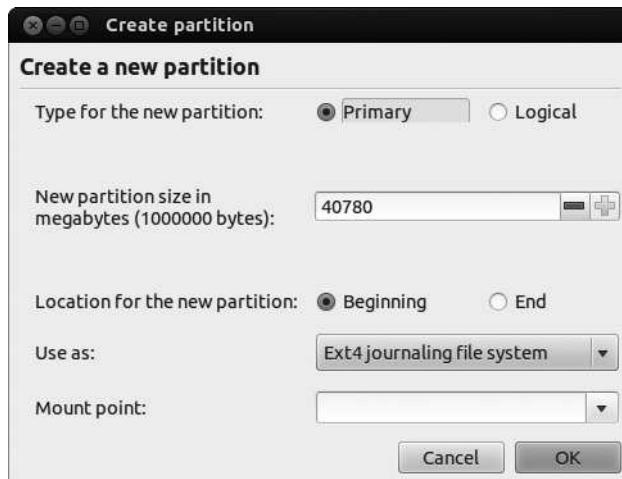 Create partition
Create a new partition
Type for the new partition: Primary Logical
New partition size in
megabytes (1000000 bytes): 40780
Location for the new partition: Beginning End
Use as: Ext4 journaling file system
Mount point:
Cancel OK